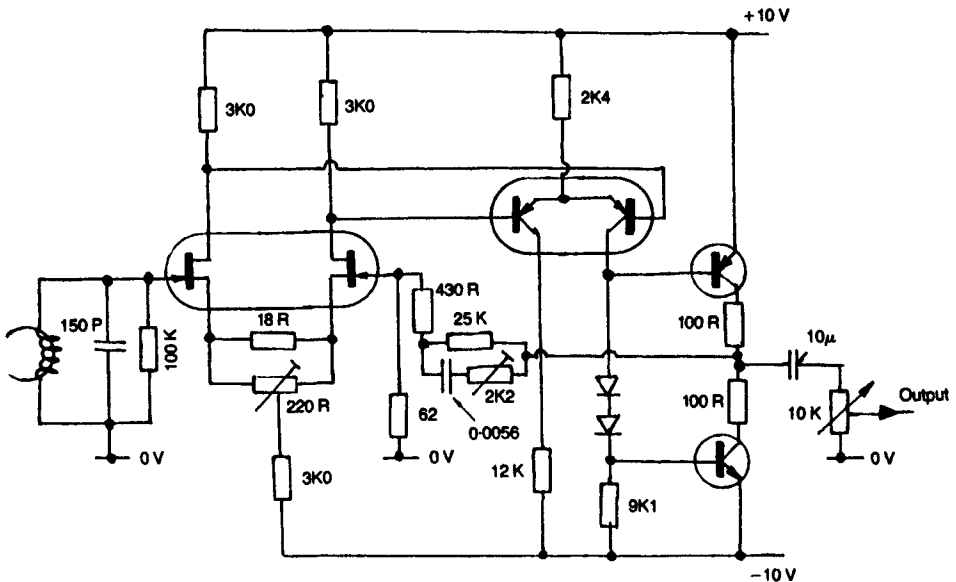 +10 V
3K0
3K0
2K4
150 P
100 K
18 R
220 R
430 R
25 K
2K2
0·0056
62
0 V
0 V
3K0
12 K
9K1
100 R
100 R
10μ
10 K
Output
0 V
−10 V